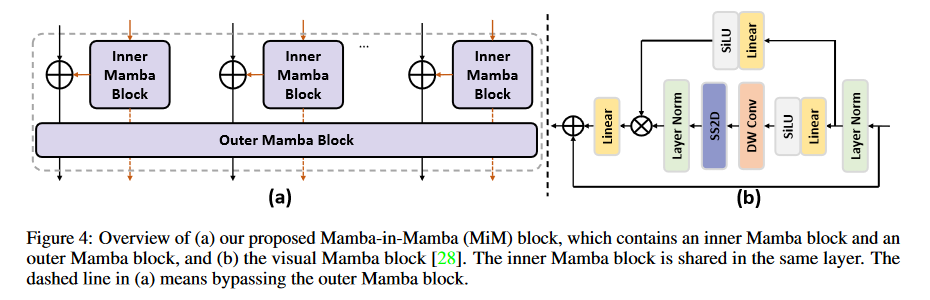 Inner
Mamba
Block
Inner
Mamba
Block
...
Inner
Mamba
Block
Outer Mamba Block
(a)
SiLU
Linear
Linear
Layer Norm
SS2D
DW Conv
SiLU
Linear
Layer Norm
(b)
Figure 4: Overview of (a) our proposed Mamba-in-Mamba (MiM) block, which contains an inner Mamba block and an
outer Mamba block, and (b) the visual Mamba block [28]. The inner Mamba block is shared in the same layer. The
dashed line in (a) means bypassing the outer Mamba block.